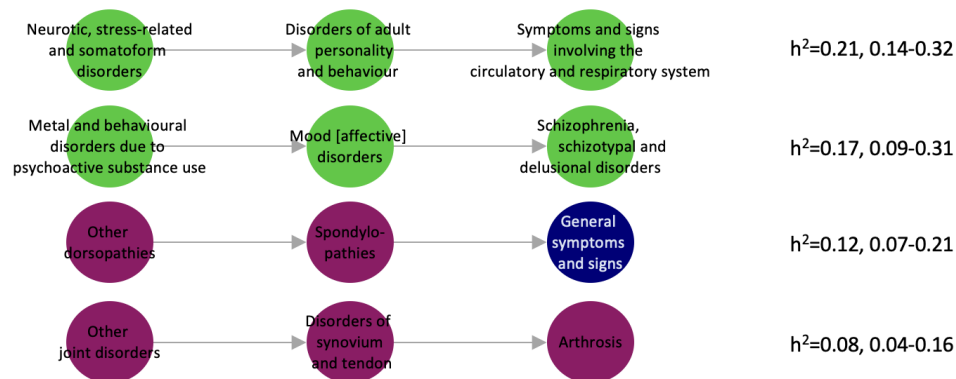 Neurotic, stress-related
and somatoform
disorders
Disorders of adult
personality
and behaviour
Symptoms and signs
involving the
circulatory and respiratory system
h²=0.21, 0.14-0.32
Metal and behavioural
disorders due to
psychoactive substance use
Mood [affective]
disorders
Schizophrenia,
schizotypal and
delusional disorders
h²=0.17, 0.09-0.31
Other
dorsopathies
Spondylo-
pathies
General
symptoms
and signs
h²=0.12, 0.07-0.21
Other
joint disorders
Disorders of
synovium
and tendon
Arthrosis
h²=0.08, 0.04-0.16